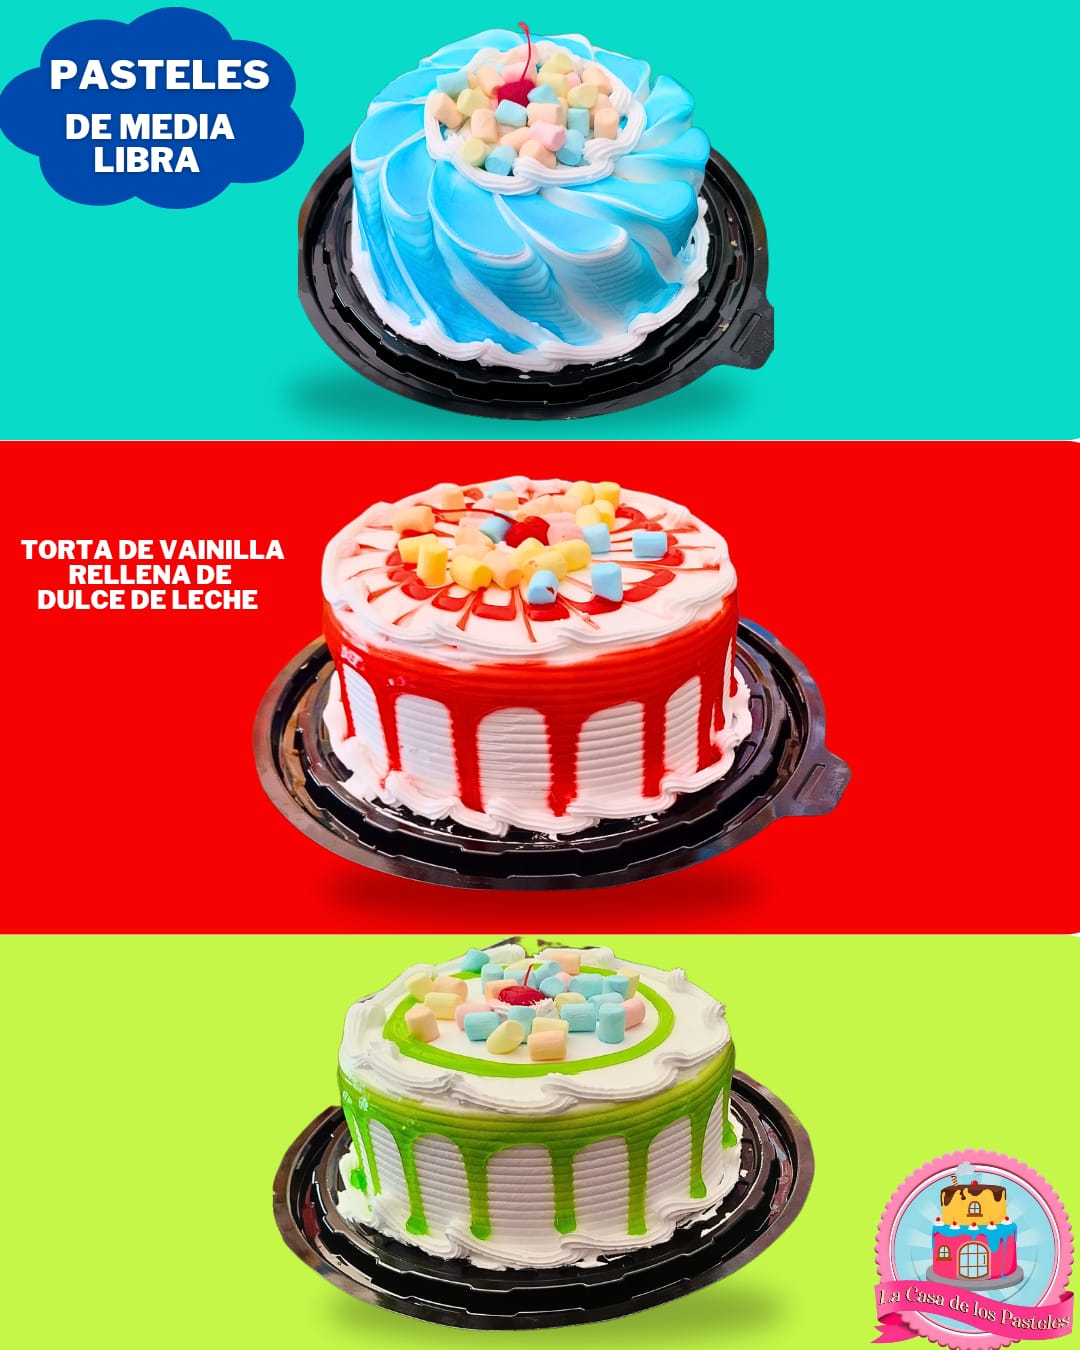 PASTELES
DE MEDIA
LIBRA
TORTA DE VAINILLA
RELLENA DE
DULCE DE LECHE
La Casa de los Pasteles